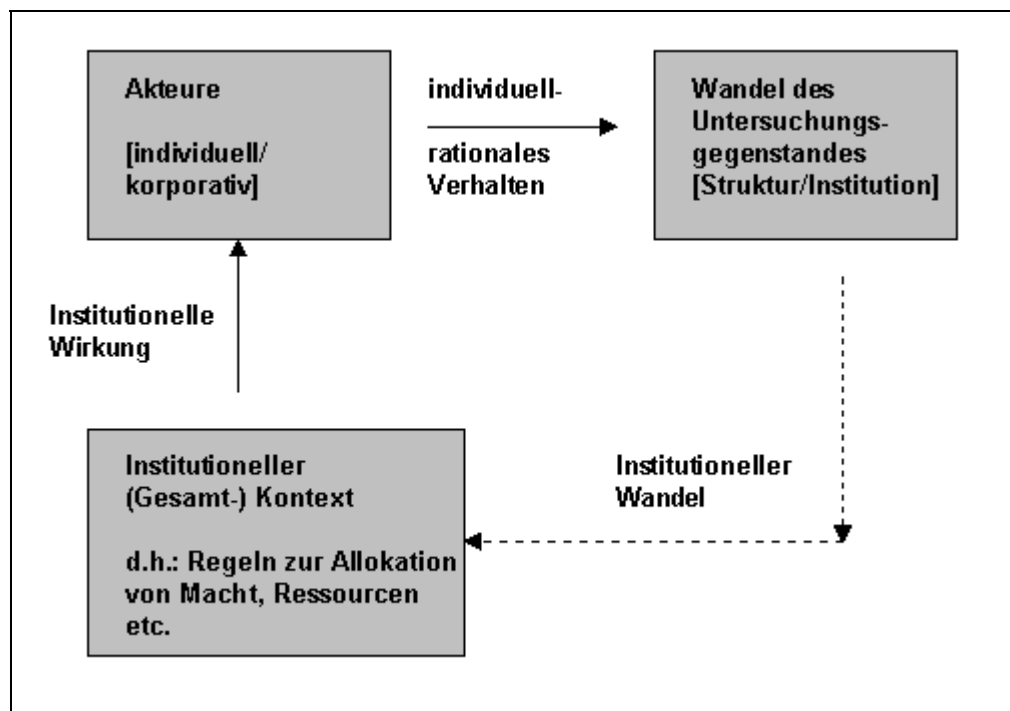 Akteure
[individuell/
korporativ]
individuell-
rationales
Verhalten
Wandel des
Untersuchungs-
gegenstandes
[Struktur/Institution]
Institutionelle
Wirkung
Institutioneller
(Gesamt-) Kontext
d.h.: Regeln zur Allokation
von Macht, Ressourcen
etc.
Institutioneller
Wandel